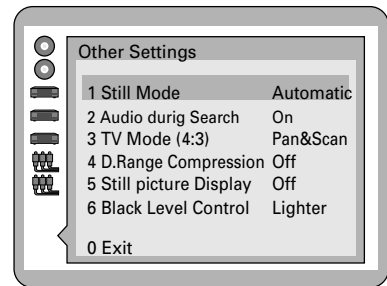 Other Settings
1 Still Mode Automatic
2 Audio durig Search On
3 TV Mode (4:3) Pan&Scan
4 D.Range Compression Off
5 Still picture Display Off
6 Black Level Control Lighter
0 Exit